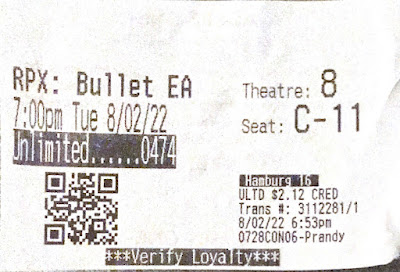 RPX: Bullet EA
7:00pm Tue 8/02/22
Unlimited......0474
Theatre: 8
Seat: C-11
Hamburg 16
ULTD $2.12 CRED
Trans #: 3112281/1
8/02/22 6:53pm
0728CON06-Prandy
***Verify Loyalty***